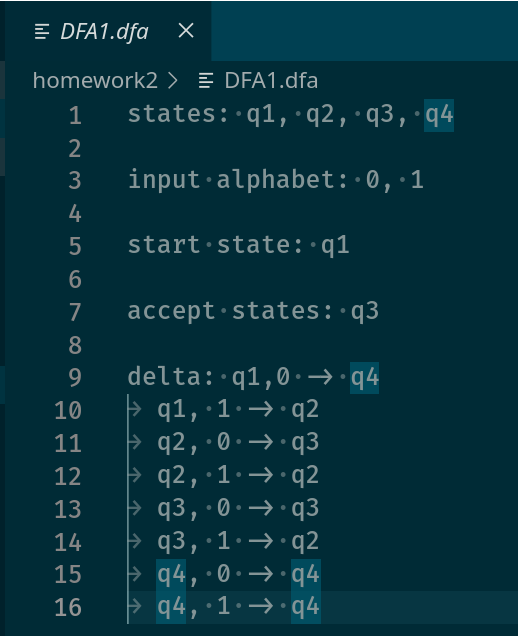 DFA1.dfa
homework2 > DFA1.dfa
1 states: q1, q2, q3, q4
2
3 input alphabet: 0, 1
4
5 start state: q1
6
7 accept states: q3
8
9 delta: q1,0 -> q4
10 q1, 1 -> q2
11 q2, 0 -> q3
12 q2, 1 -> q2
13 q3, 0 -> q3
14 q3, 1 -> q2
15 q4, 0 -> q4
16 q4, 1 -> q4